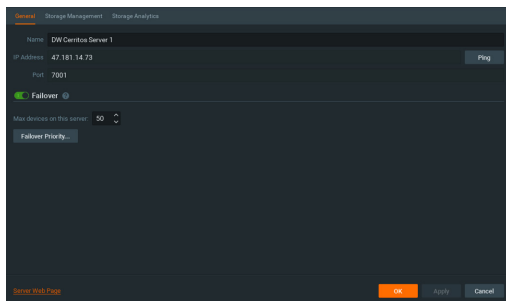 General Storage Management Storage Analytics
Name DW Cerritos Server 1
IP Address 47.181.14.73 Ping
Port 7001
Failover ?
Max devices on this server: 50
Failover Priority...
Server Web Page OK Apply Cancel